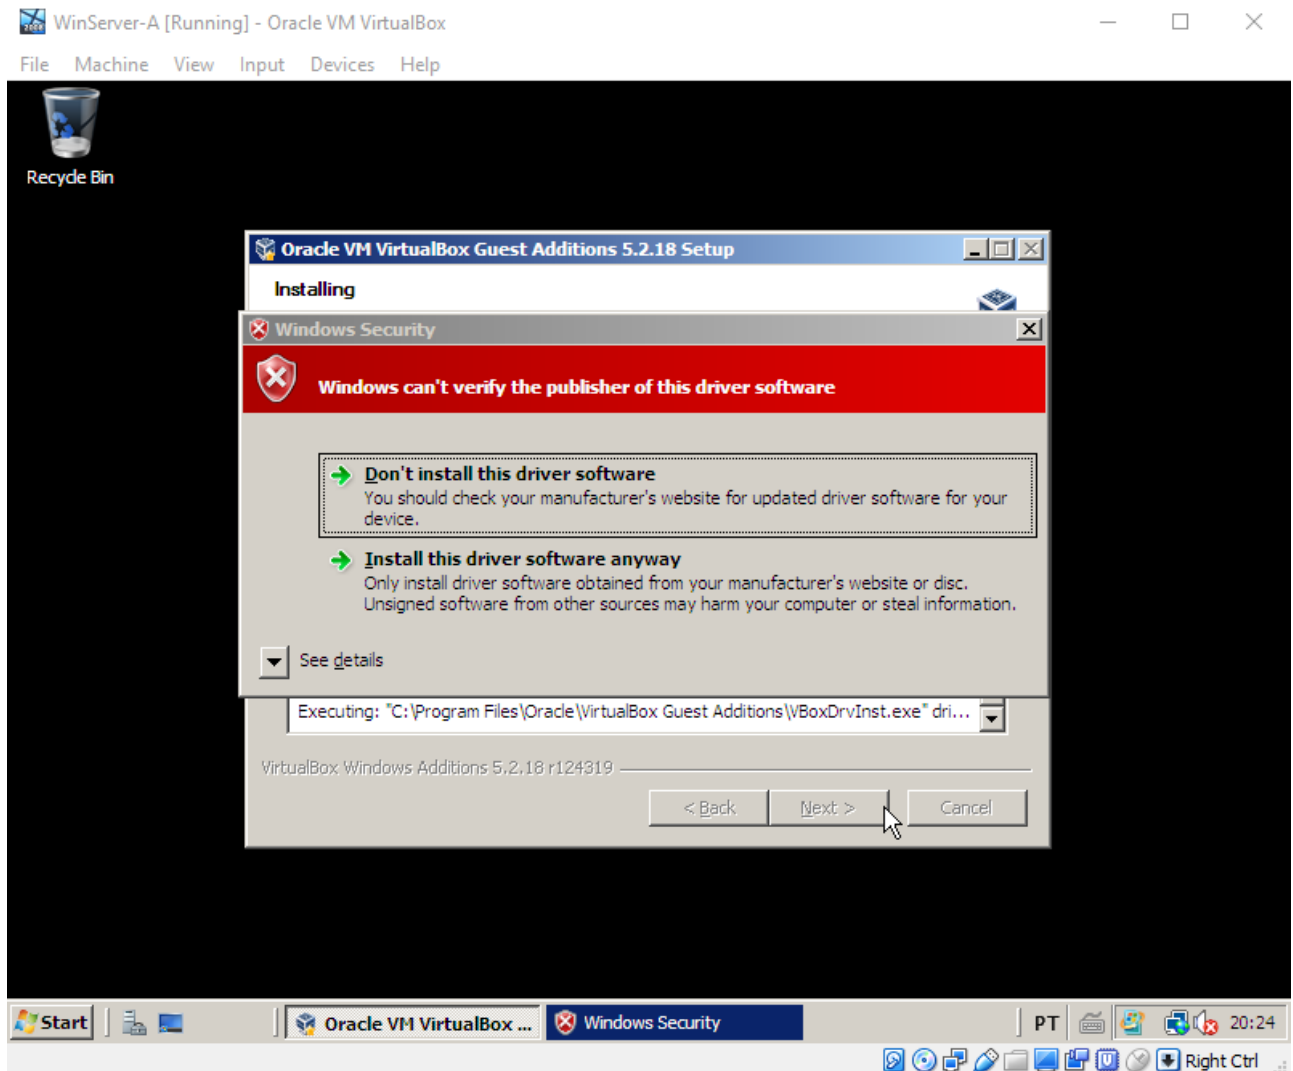 WinServer-A [Running] - Oracle VM VirtualBox
File Machine View Input Devices Help
Recycle Bin
Oracle VM VirtualBox Guest Additions 5.2.18 Setup
Installing
Windows Security
Windows can't verify the publisher of this driver software
Don't install this driver software
You should check your manufacturer's website for updated driver software for your
device.
Install this driver software anyway
Only install driver software obtained from your manufacturer's website or disc.
Unsigned software from other sources may harm your computer or steal information.
See details
Executing: "C:\Program Files\Oracle\VirtualBox Guest Additions\VBoxDrvInst.exe" dri...
VirtualBox Windows Additions 5.2.18 r124319
< Back Next > Cancel
Start Oracle VM VirtualBox ... Windows Security PT 20:24
Right Ctrl